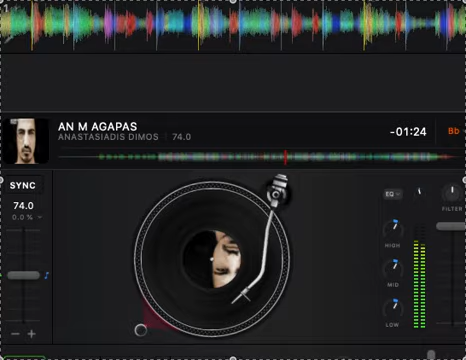 AN M AGAPAS
-01:24
Bb
ANASTASIADIS DIMOS | 74.0
SYNC
74.0
0.0 %
EQ
FILTER
HIGH
MID
LOW